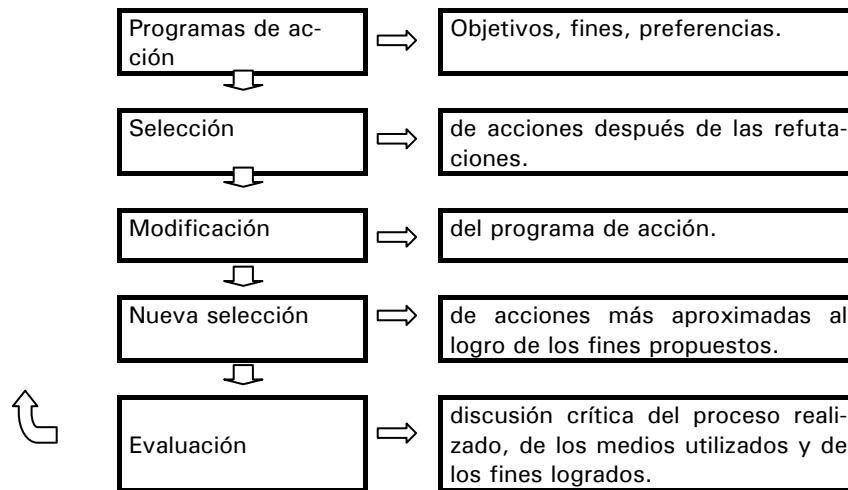 Programas de ac-
ción
Objetivos, fines, preferencias.
Selección
de acciones después de las refuta-
ciones.
Modificación
del programa de acción.
Nueva selección
de acciones más aproximadas al
logro de los fines propuestos.
Evaluación
discusión crítica del proceso reali-
zado, de los medios utilizados y de
los fines logrados.